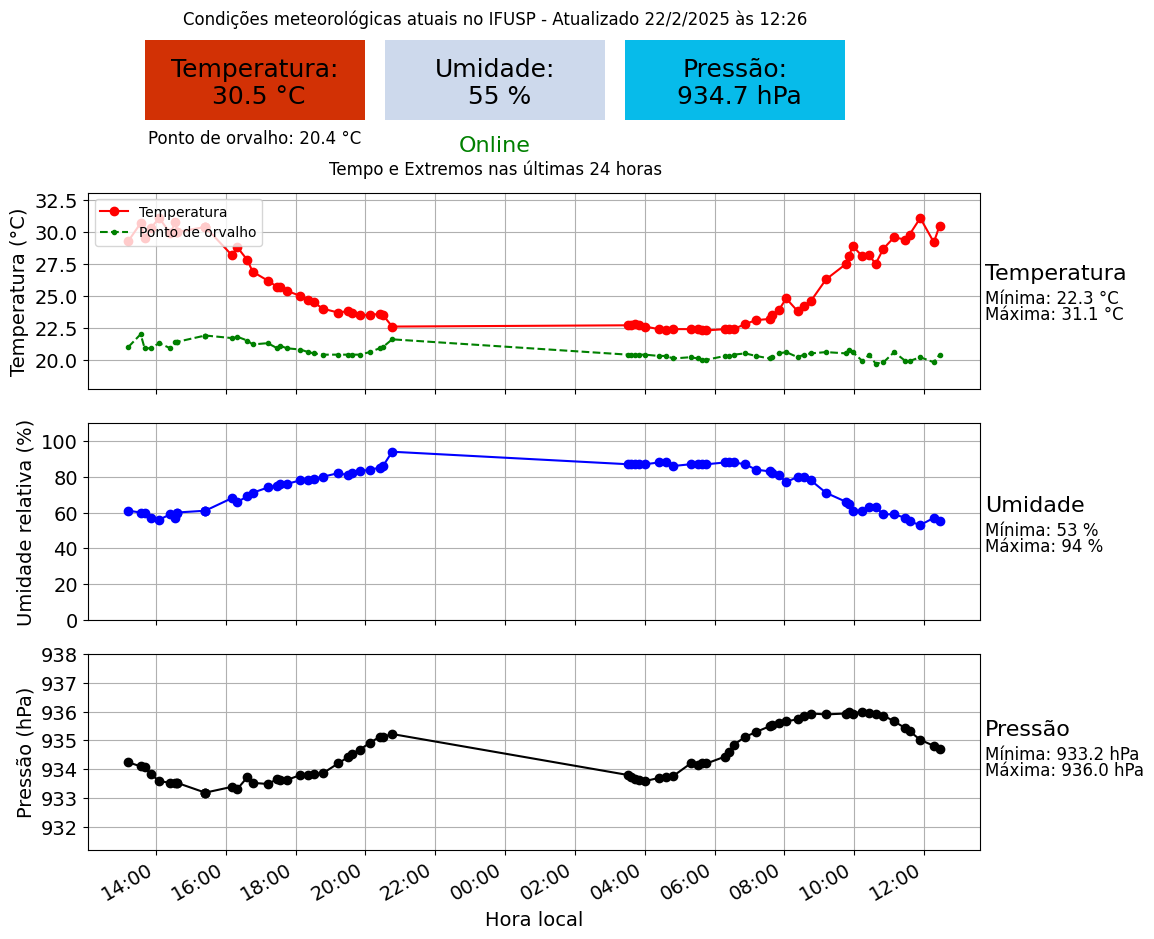 Condições meteorológicas atuais no IFUSP - Atualizado 22/2/2025 às 12:26
Temperatura:
30.5 °C
Umidade:
55 %
Pressão:
934.7 hPa
Ponto de orvalho: 20.4 °C
Online
Tempo e Extremos nas últimas 24 horas
Temperatura (°C)
32.5
30.0
27.5
25.0
22.5
20.0
Temperatura
Ponto de orvalho
Temperatura
Mínima: 22.3 °C
Máxima: 31.1 °C
Umidade relativa (%)
100
80
60
40
20
0
Umidade
Mínima: 53 %
Máxima: 94 %
Pressão (hPa)
938
937
936
935
934
933
932
Pressão
Mínima: 933.2 hPa
Máxima: 936.0 hPa
14:00
16:00
18:00
20:00
22:00
00:00
02:00
04:00
06:00
08:00
10:00
12:00
Hora local